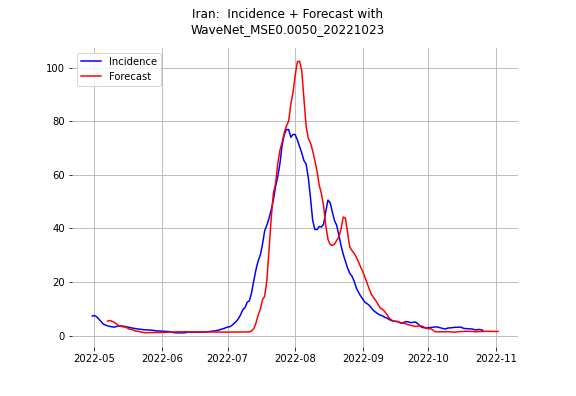 Iran:  Incidence + Forecast with
WaveNet_MSE0.0050_20221023
Incidence
Forecast
100
80
60
40
20
0
2022-05 2022-06 2022-07 2022-08 2022-09 2022-10 2022-11